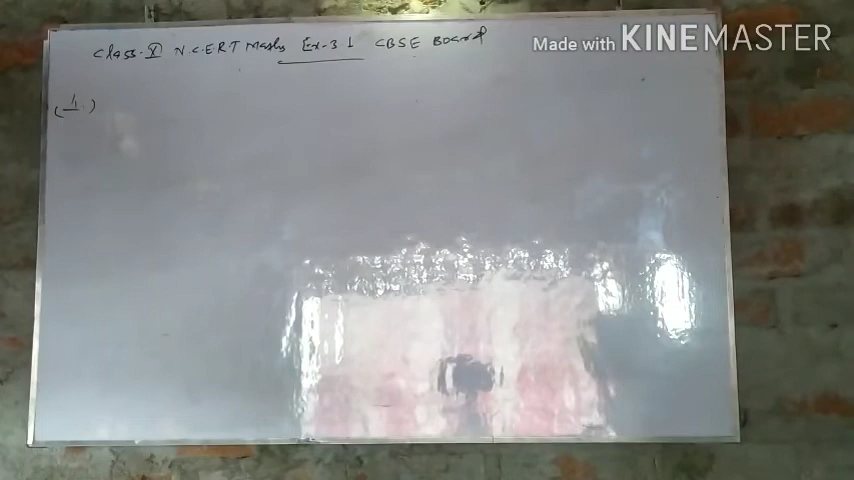 Class-X N.C.E.R.T Maths Ex-3.1 CBSE Board
Made with KINEMASTER
(1.)